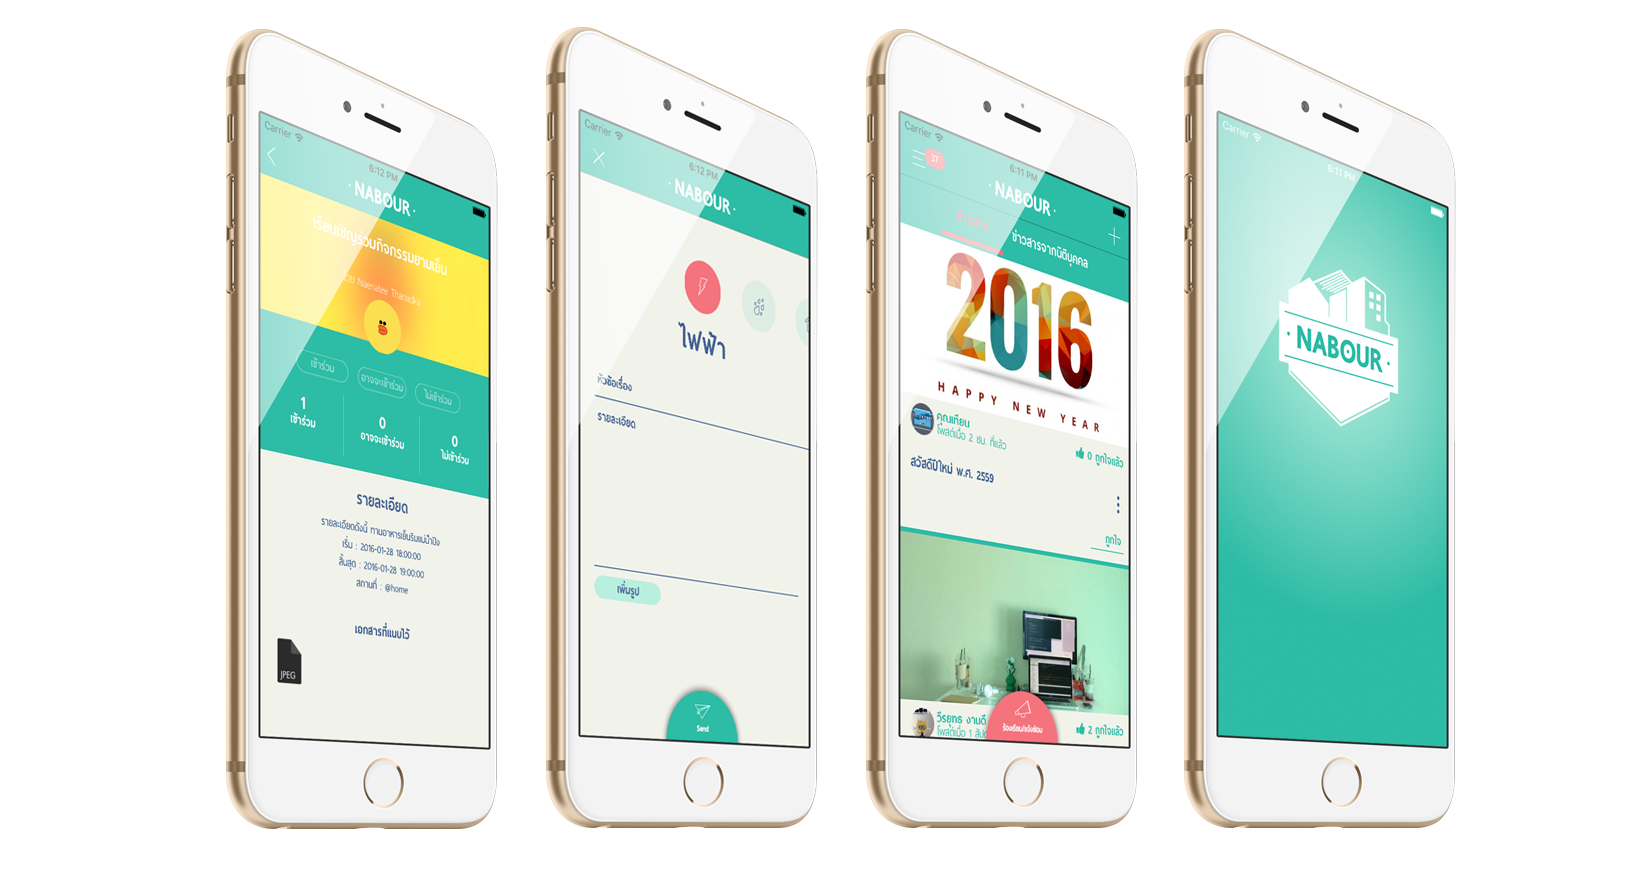 Carrier
6:12 PM
· NABOUR ·
เรียนเชิญร่วมกิจกรรมยามเย็น
โดย Naenalee Thanadka
เข้าร่วม
อาจจะเข้าร่วม
ไม่เข้าร่วม
1
เข้าร่วม
0
อาจจะเข้าร่วม
0
ไม่เข้าร่วม
รายละเอียด
รายละเอียดดังนี้ ทานอาหารเย็นริมแม่น้ำปิง
เริ่ม : 2016-01-28 18:00:00
สิ้นสุด : 2016-01-28 19:00:00
สถานที่ : @home
เอกสารที่แนบไว้
JPEG
Carrier
6:12 PM
· NABOUR ·
ไฟฟ้า
หัวข้อเรื่อง
รายละเอียด
เพิ่มรูป
Send
Carrier
6:11 PM
37
· NABOUR ·
ข่าวสารจากนิติบุคคล
2016
HAPPY NEW YEAR
คุณเทียน
โพสต์เมื่อ 2 ชม. ที่แล้ว
0 ถูกใจแล้ว
สวัสดีปีใหม่ พ.ศ. 2559
ถูกใจ
วีรยุทธ งานดี
โพสต์เมื่อ 1 สัปด
2 ถูกใจแล้ว
ร้องเรียน/แจ้งซ่อม
Carrier
6:11 PM
· NABOUR ·